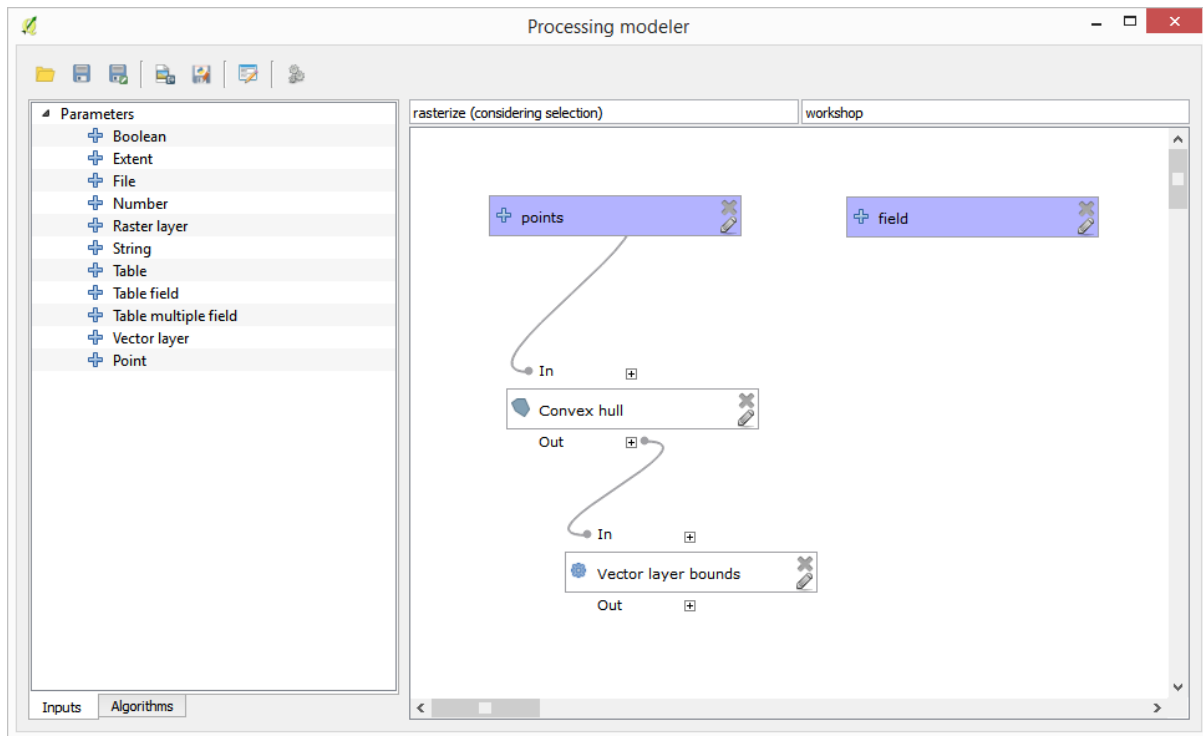 Processing modeler
Parameters
Boolean
Extent
File
Number
Raster layer
String
Table
Table field
Table multiple field
Vector layer
Point
Inputs
Algorithms
rasterize (considering selection)
workshop
points
field
In
Convex hull
Out
In
Vector layer bounds
Out